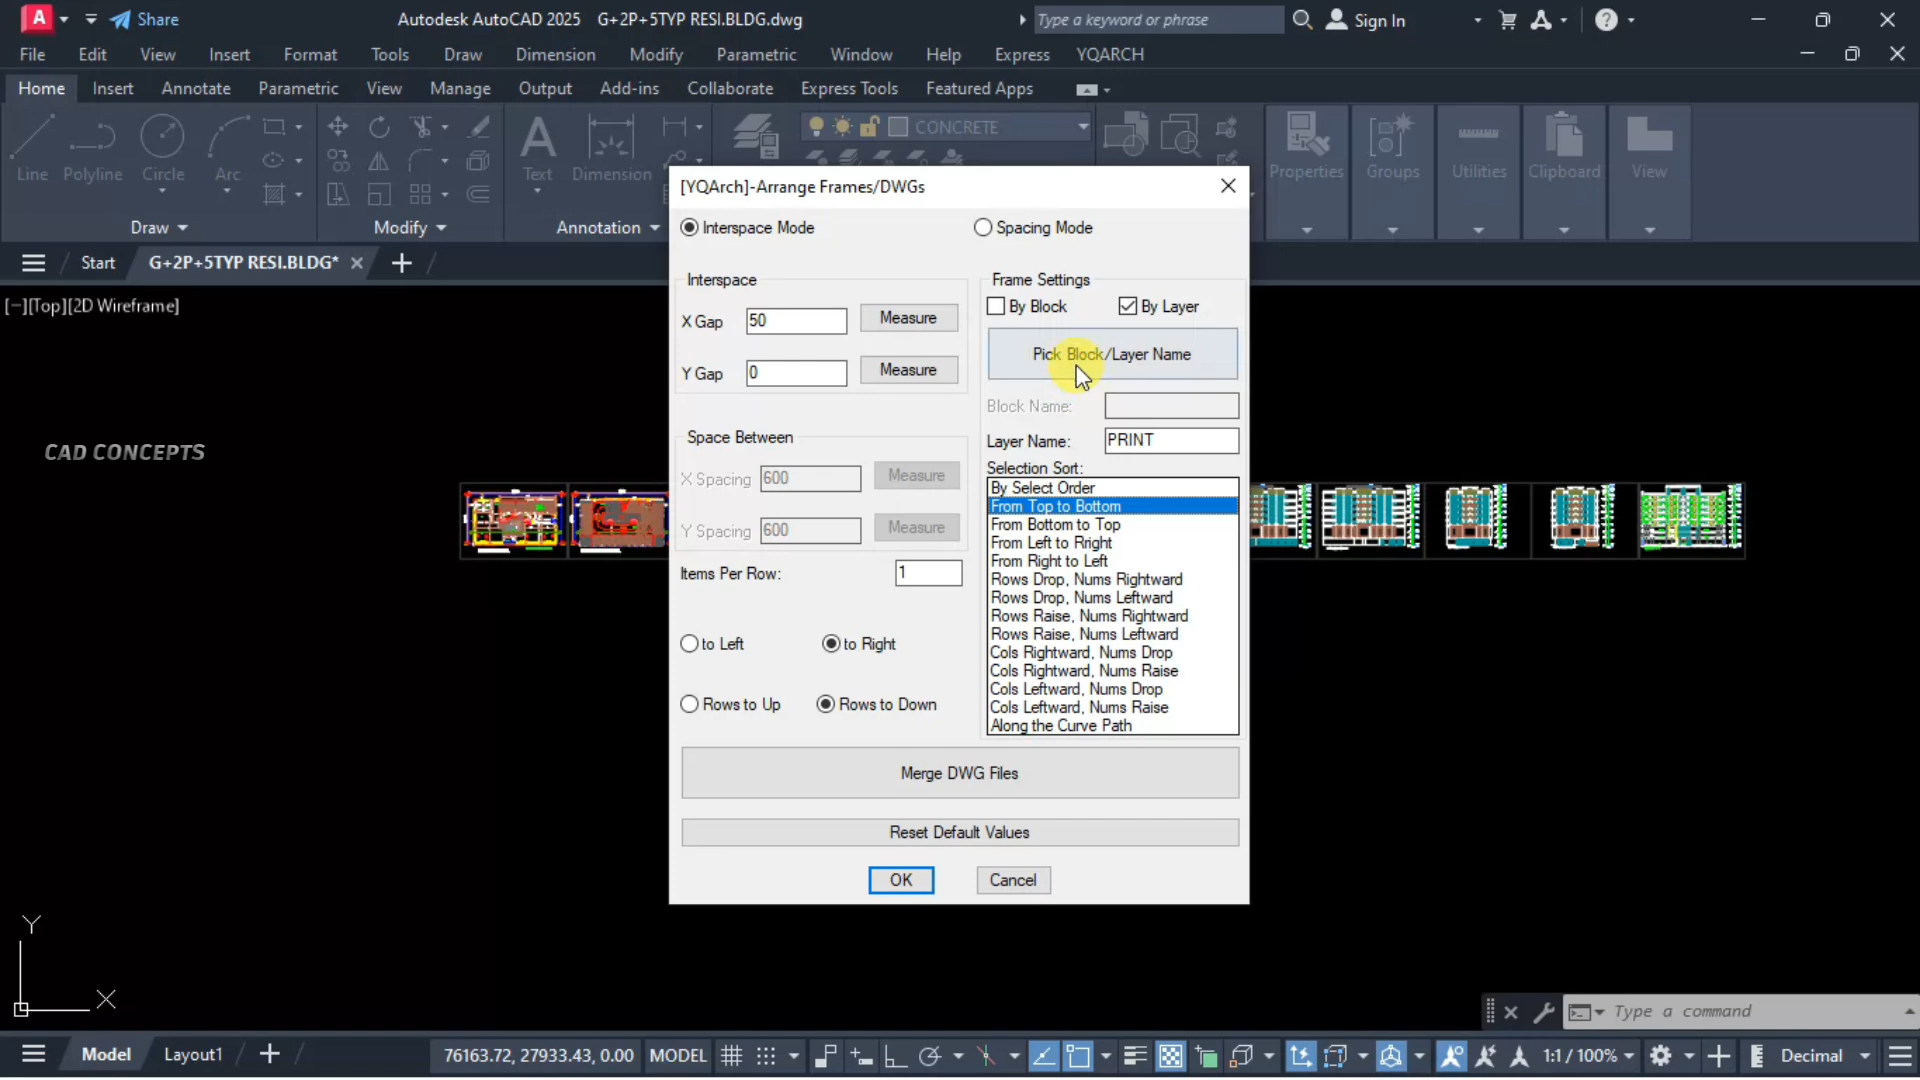 Share
Autodesk AutoCAD 2025 G+2P+5TYP RESI.BLDG.dwg
Type a keyword or phrase
Sign In
File Edit View Insert Format Tools Draw Dimension Modify Parametric Window Help Express YQARCH
Home Insert Annotate Parametric View Manage Output Add-ins Collaborate Express Tools Featured Apps
CONCRETE
Line Polyline Circle Arc Text Dimension Properties Groups Utilities Clipboard View
Draw Modify Annotation
Start G+2P+5TYP RESI.BLDG*
[−][Top][2D Wireframe]
CAD CONCEPTS
[YQArch]-Arrange Frames/DWGs
Interspace Mode Spacing Mode
Interspace
X Gap 50 Measure
Y Gap 0 Measure
Space Between
X Spacing 600 Measure
Y Spacing 600 Measure
Items Per Row: 1
to Left to Right
Rows to Up Rows to Down
Frame Settings
By Block By Layer
Pick Block/Layer Name
Block Name:
Layer Name: PRINT
Selection Sort:
By Select Order
From Top to Bottom
From Bottom to Top
From Left to Rright
From Right to Left
Rows Drop, Nums Rightward
Rows Drop, Nums Leftward
Rows Raise, Nums Rightward
Rows Raise, Nums Leftward
Cols Rightward, Nums Drop
Cols Rightward, Nums Raise
Cols Leftward, Nums Drop
Cols Leftward, Nums Raise
Along the Curve Path
Merge DWG Files
Reset Default Values
OK Cancel
Y
X
Type a command
Model Layout1 76163.72, 27933.43, 0.00 MODEL 1:1 / 100% Decimal